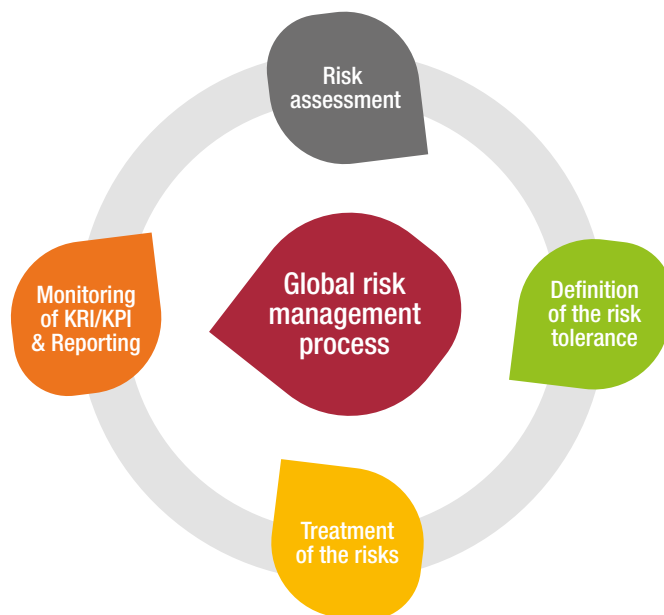 Risk
assessment
Global risk
management
process
Monitoring
of KRI/KPI
& Reporting
Definition
of the risk
tolerance
Treatment
of the risks